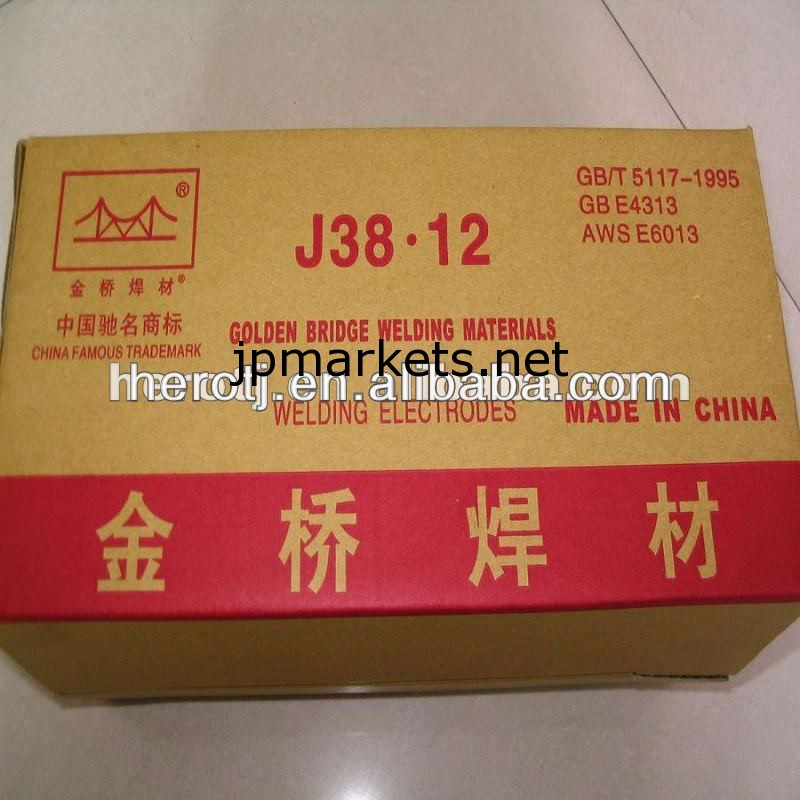 ®
金桥焊材®
中国驰名商标
CHINA FAMOUS TRADEMARK
J38·12
GB/T 5117-1995
GB E4313
AWS E6013
GOLDEN BRIDGE WELDING MATERIALS
jpmarkets.net
WELDING ELECTRODES
MADE IN CHINA
金桥焊材